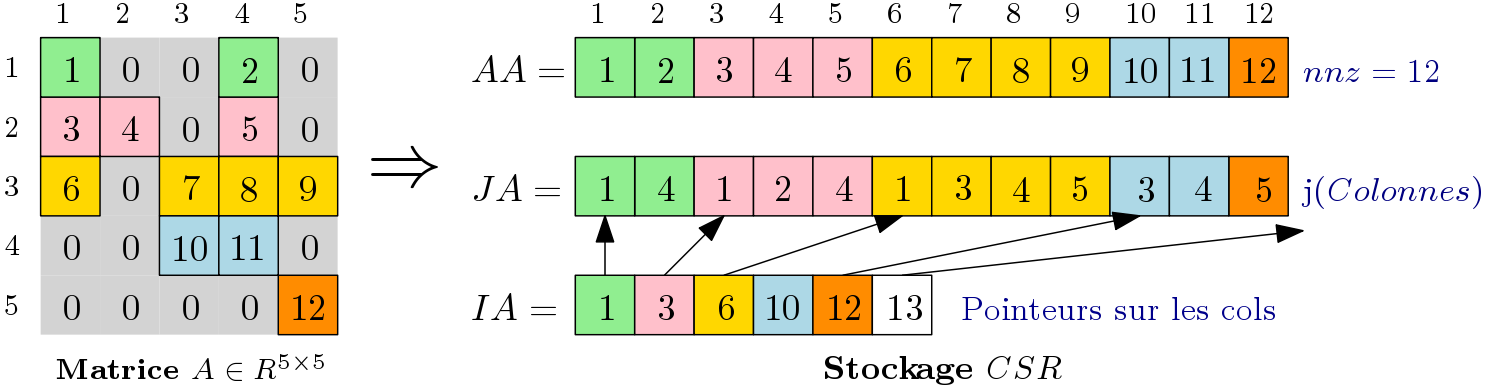 1 2 3 4 5
1 1 0 0 2 0
2 3 4 0 5 0
3 6 0 7 8 9
4 0 0 10 11 0
5 0 0 0 0 12
Matrice A ∈ R^{5×5}
⇒
1 2 3 4 5 6 7 8 9 10 11 12
AA = 1 2 3 4 5 6 7 8 9 10 11 12 nnz = 12
JA = 1 4 1 2 4 1 3 4 5 3 4 5 j(Colonnes)
IA = 1 3 6 10 12 13 Pointeurs sur les cols
Stockage CSR